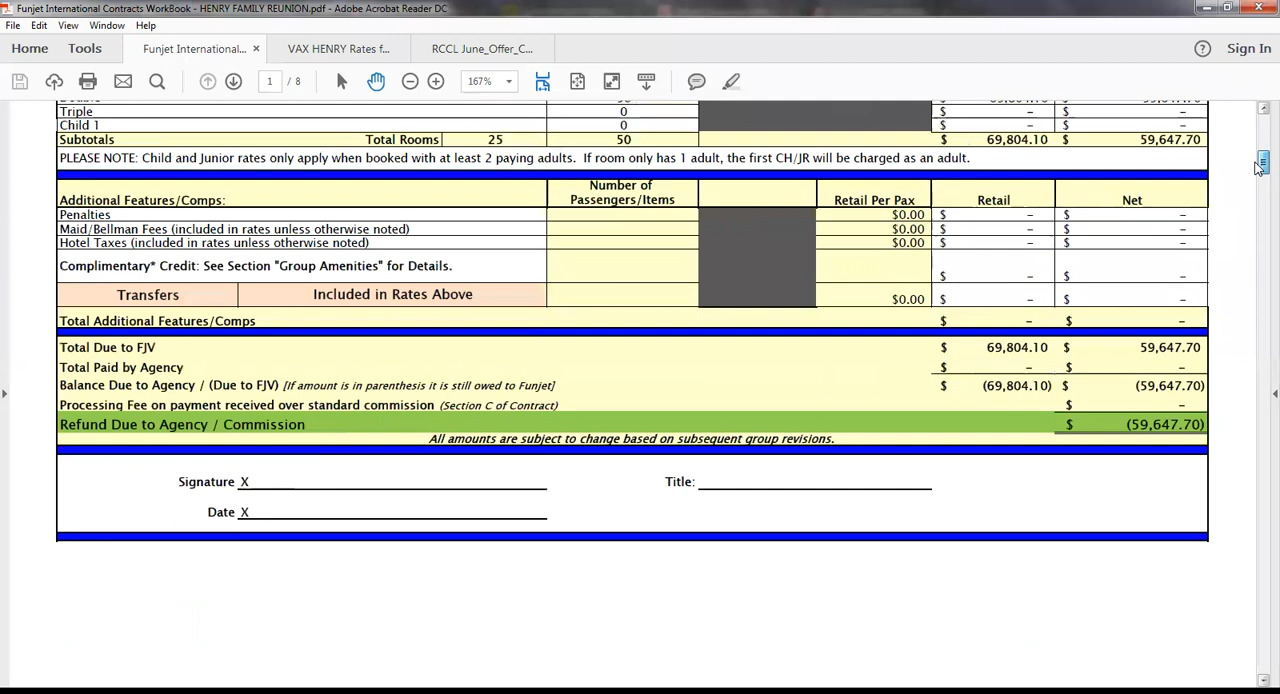 Funjet International Contracts WorkBook - HENRY FAMILY REUNION.pdf - Adobe Acrobat Reader DC
File Edit View Window Help
Home Tools Funjet International... × VAX HENRY Rates f... RCCL June_Offer_C... ? Sign In
1 / 8 167%
Double
Triple 0 $ – $ –
Child 1 0 $ – $ –
Subtotals Total Rooms 25 50 $ 69,804.10 $ 59,647.70
PLEASE NOTE: Child and Junior rates only apply when booked with at least 2 paying adults. If room only has 1 adult, the first CH/JR will be charged as an adult.
Additional Features/Comps: Number of Passengers/Items Retail Per Pax Retail Net
Penalties $0.00 $ – $ –
Maid/Bellman Fees (included in rates unless otherwise noted) $0.00 $ – $ –
Hotel Taxes (included in rates unless otherwise noted) $0.00 $ – $ –
Complimentary* Credit: See Section "Group Amenities" for Details. $ – $ –
Transfers Included in Rates Above $0.00 $ – $ –
Total Additional Features/Comps $ – $ –
Total Due to FJV $ 69,804.10 $ 59,647.70
Total Paid by Agency $ – $ –
Balance Due to Agency / (Due to FJV) [If amount is in parenthesis it is still owed to Funjet] $ (69,804.10) $ (59,647.70)
Processing Fee on payment received over standard commission (Section C of Contract) $ –
Refund Due to Agency / Commission $ (59,647.70)
All amounts are subject to change based on subsequent group revisions.
Signature X Title:
Date X